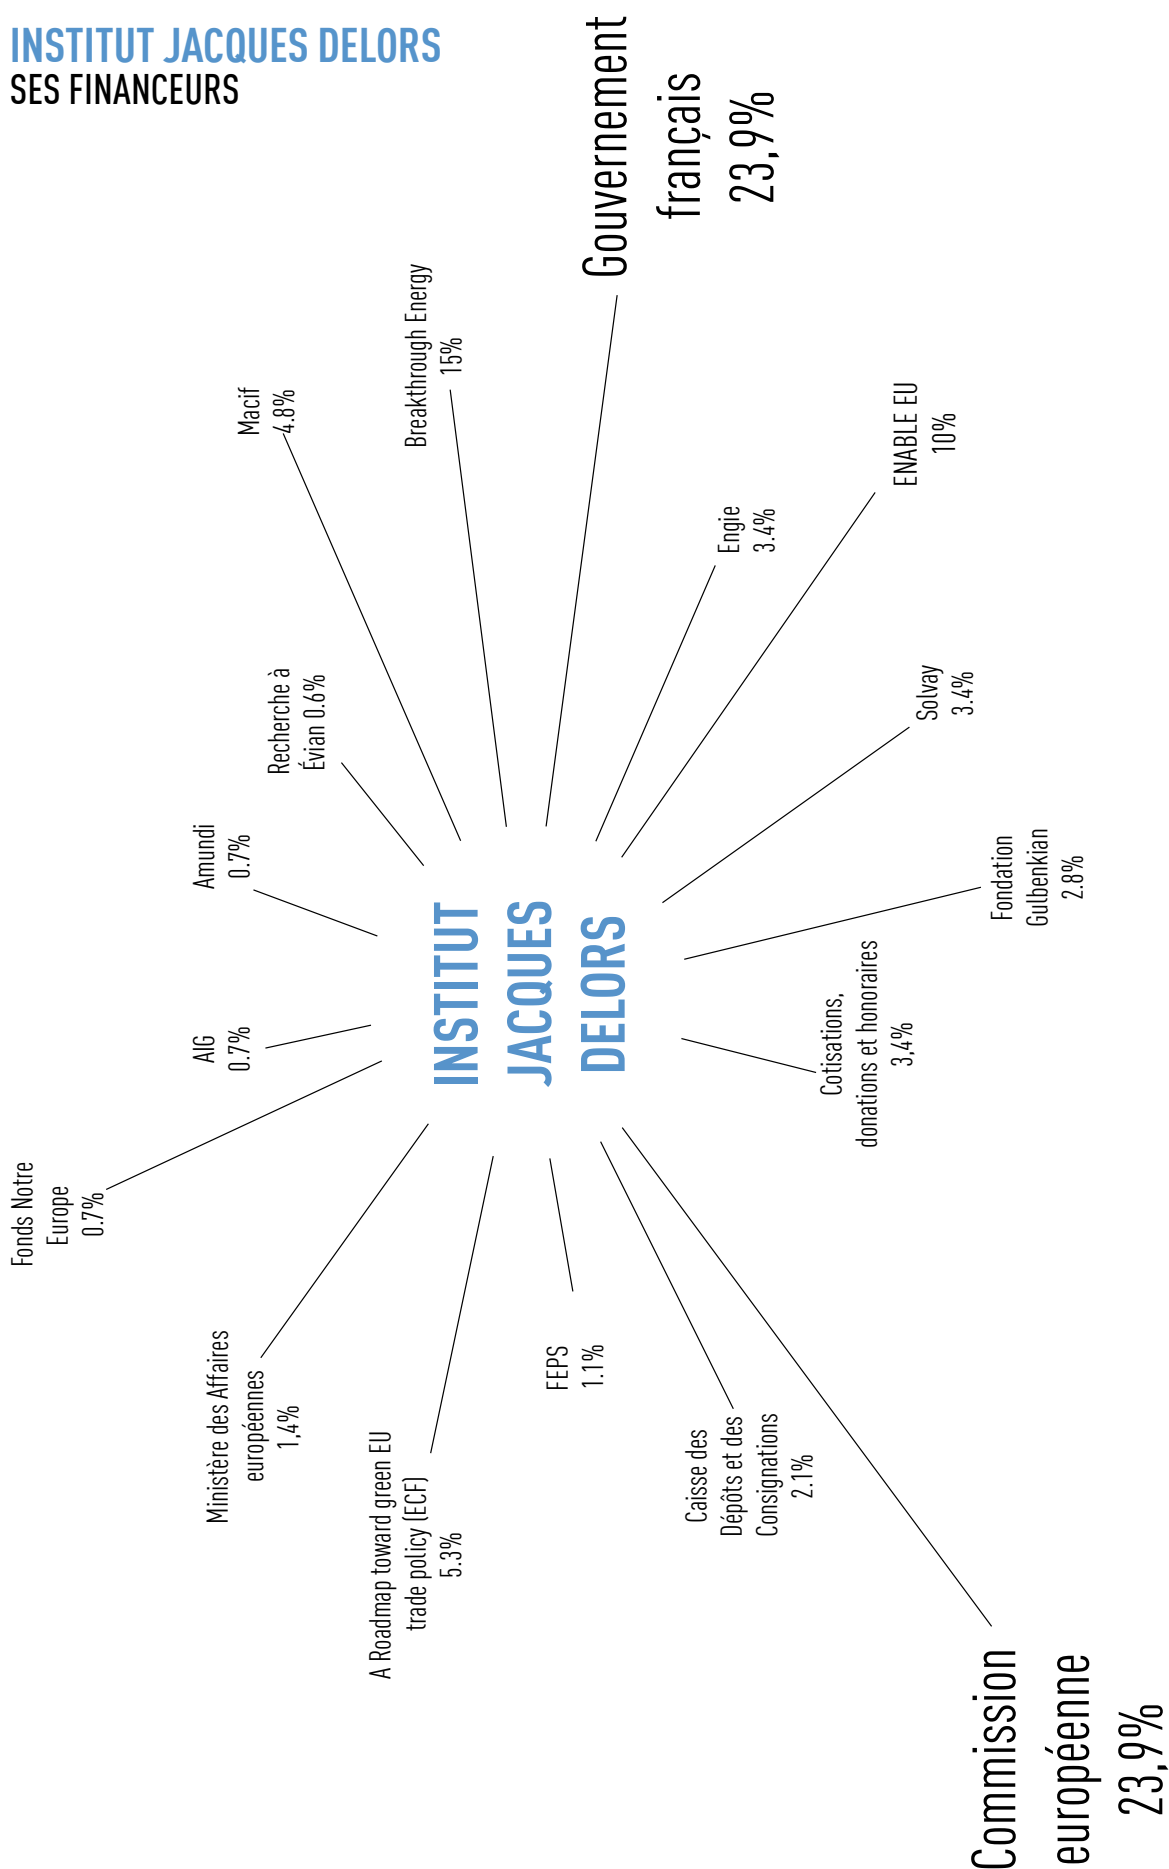 INSTITUT JACQUES DELORS
SES FINANCEURS
Gouvernement
français
23,9%
Breakthrough Energy
15%
Macif
4.8%
ENABLE EU
10%
Engie
3.4%
Recherche à
Évian 0.6%
Solvay
3.4%
Amundi
0.7%
Fondation
Gulbenkian
2.8%
INSTITUT
JACQUES
DELORS
AIG
0.7%
Cotisations,
donations et honoraires
3,4%
Fonds Notre
Europe
0.7%
Ministère des Affaires
européennes
1,4%
FEPS
1.1%
A Roadmap toward green EU
trade policy (ECF)
5.3%
Caisse des
Dépôts et des
Consignations
2.1%
Commission
européenne
23,9%